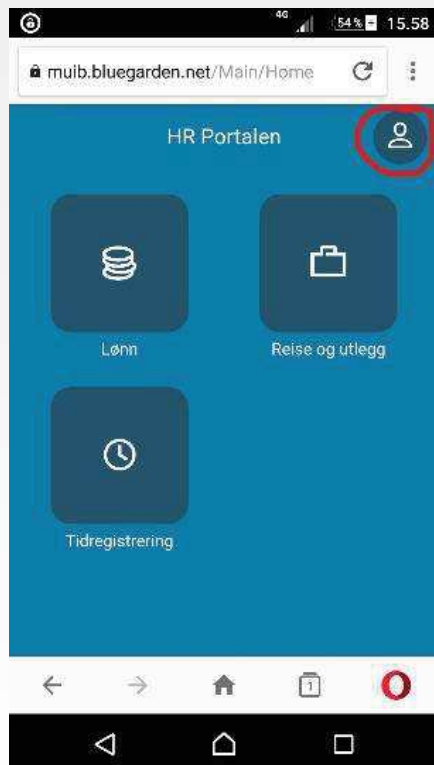 4G 54% 15.58
muib.bluegarden.net/Main/Home
HR Portalen
Lønn
Reise og utlegg
Tidregistrering
1